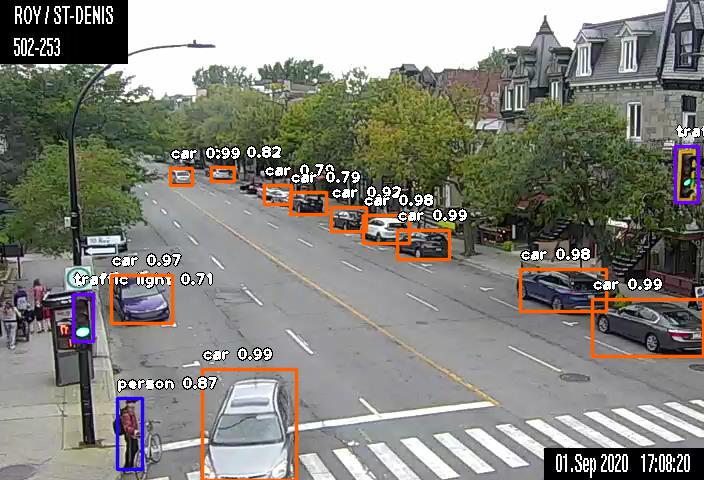 ROY / ST-DENIS
502-253
car 0.99
0.82
car 0.79
car 0.79
car 0.92
car 0.98
car 0.99
car 0.97
traffic light 0.71
car 0.98
car 0.99
car 0.99
person 0.87
01.Sep 2020 17:08:20